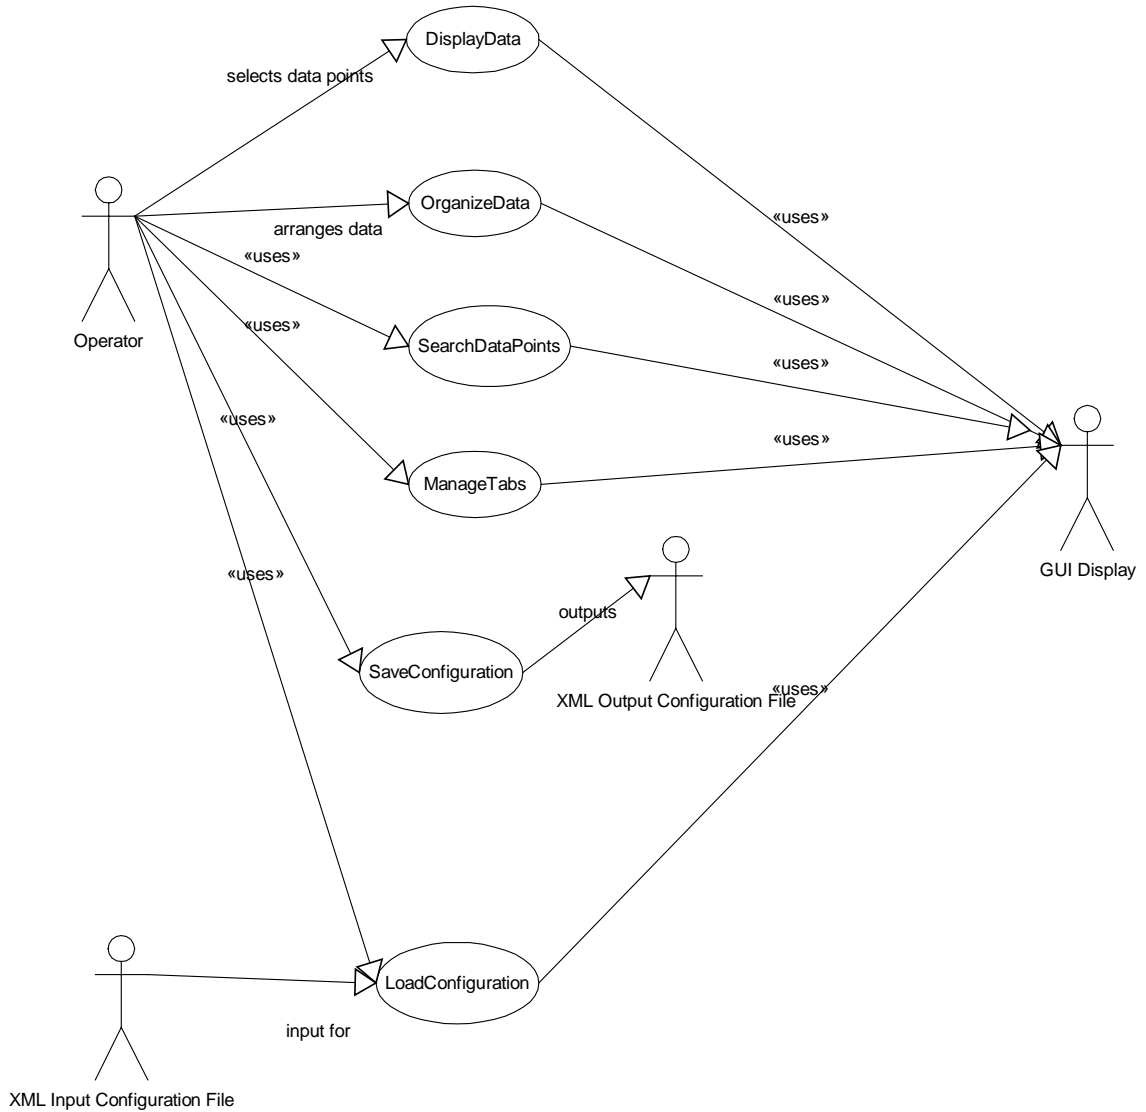 DisplayData
selects data points
OrganizeData
«uses»
arranges data
«uses»
Operator
«uses»
«uses»
SearchDataPoints
«uses»
«uses»
«uses»
ManageTabs
GUI Display
«uses»
outputs
SaveConfiguration
«uses»
XML Output Configuration File
LoadConfiguration
input for
XML Input Configuration File